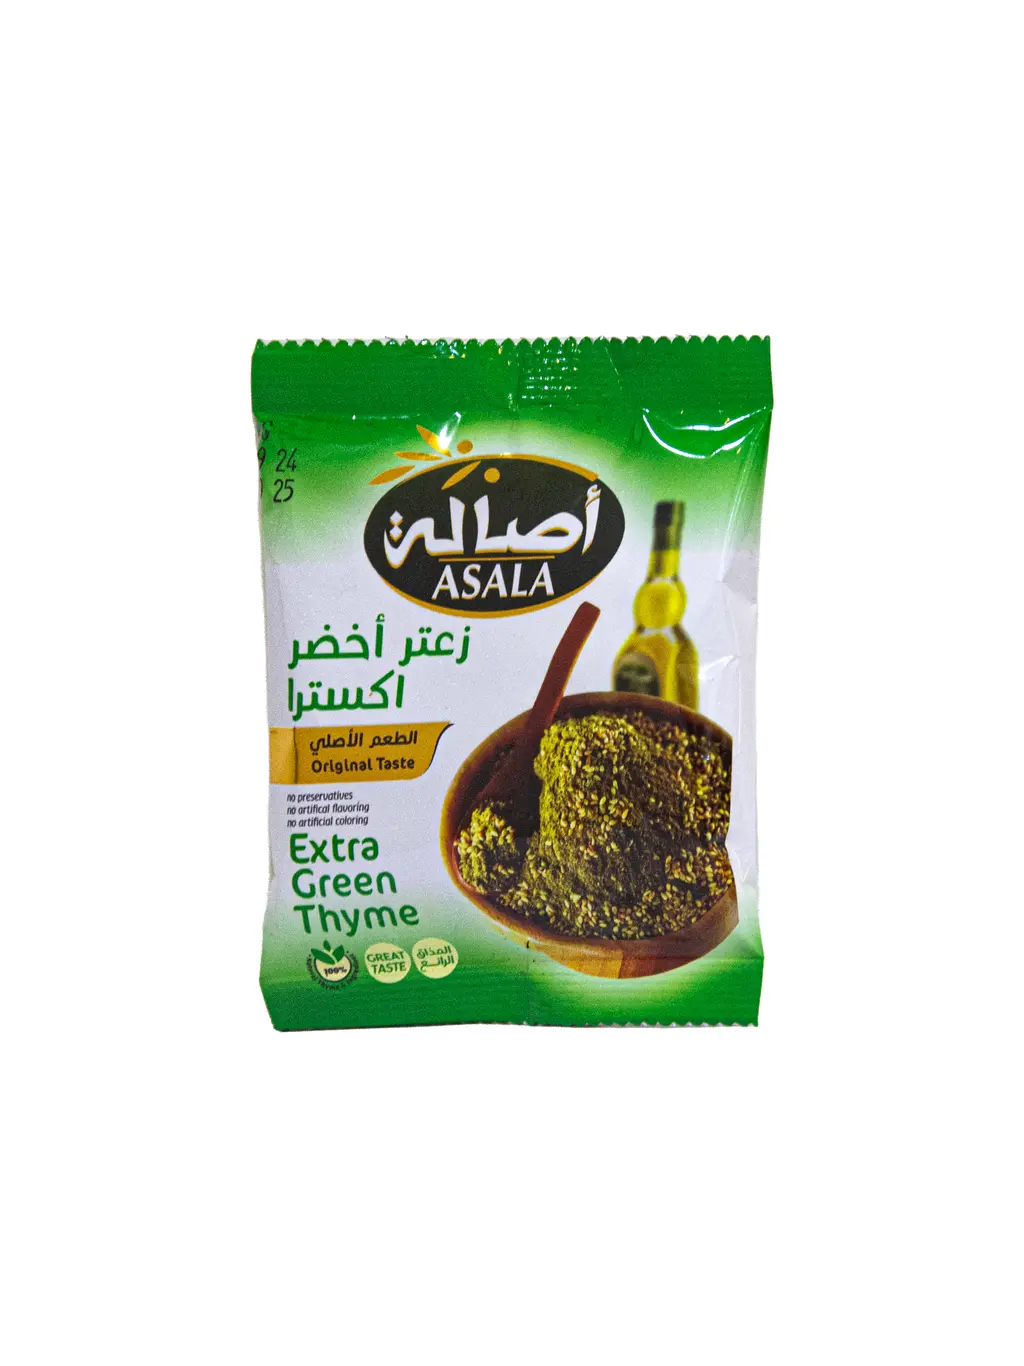 9 24
25
أصالة
ASALA
زعتر أخضر
اكسترا
الطعم الأصلي
Original Taste
no preservatives
no artifical flavoring
no artificial coloring
Extra
Green
Thyme
100%
GREAT
TASTE
المذاق
الرائع